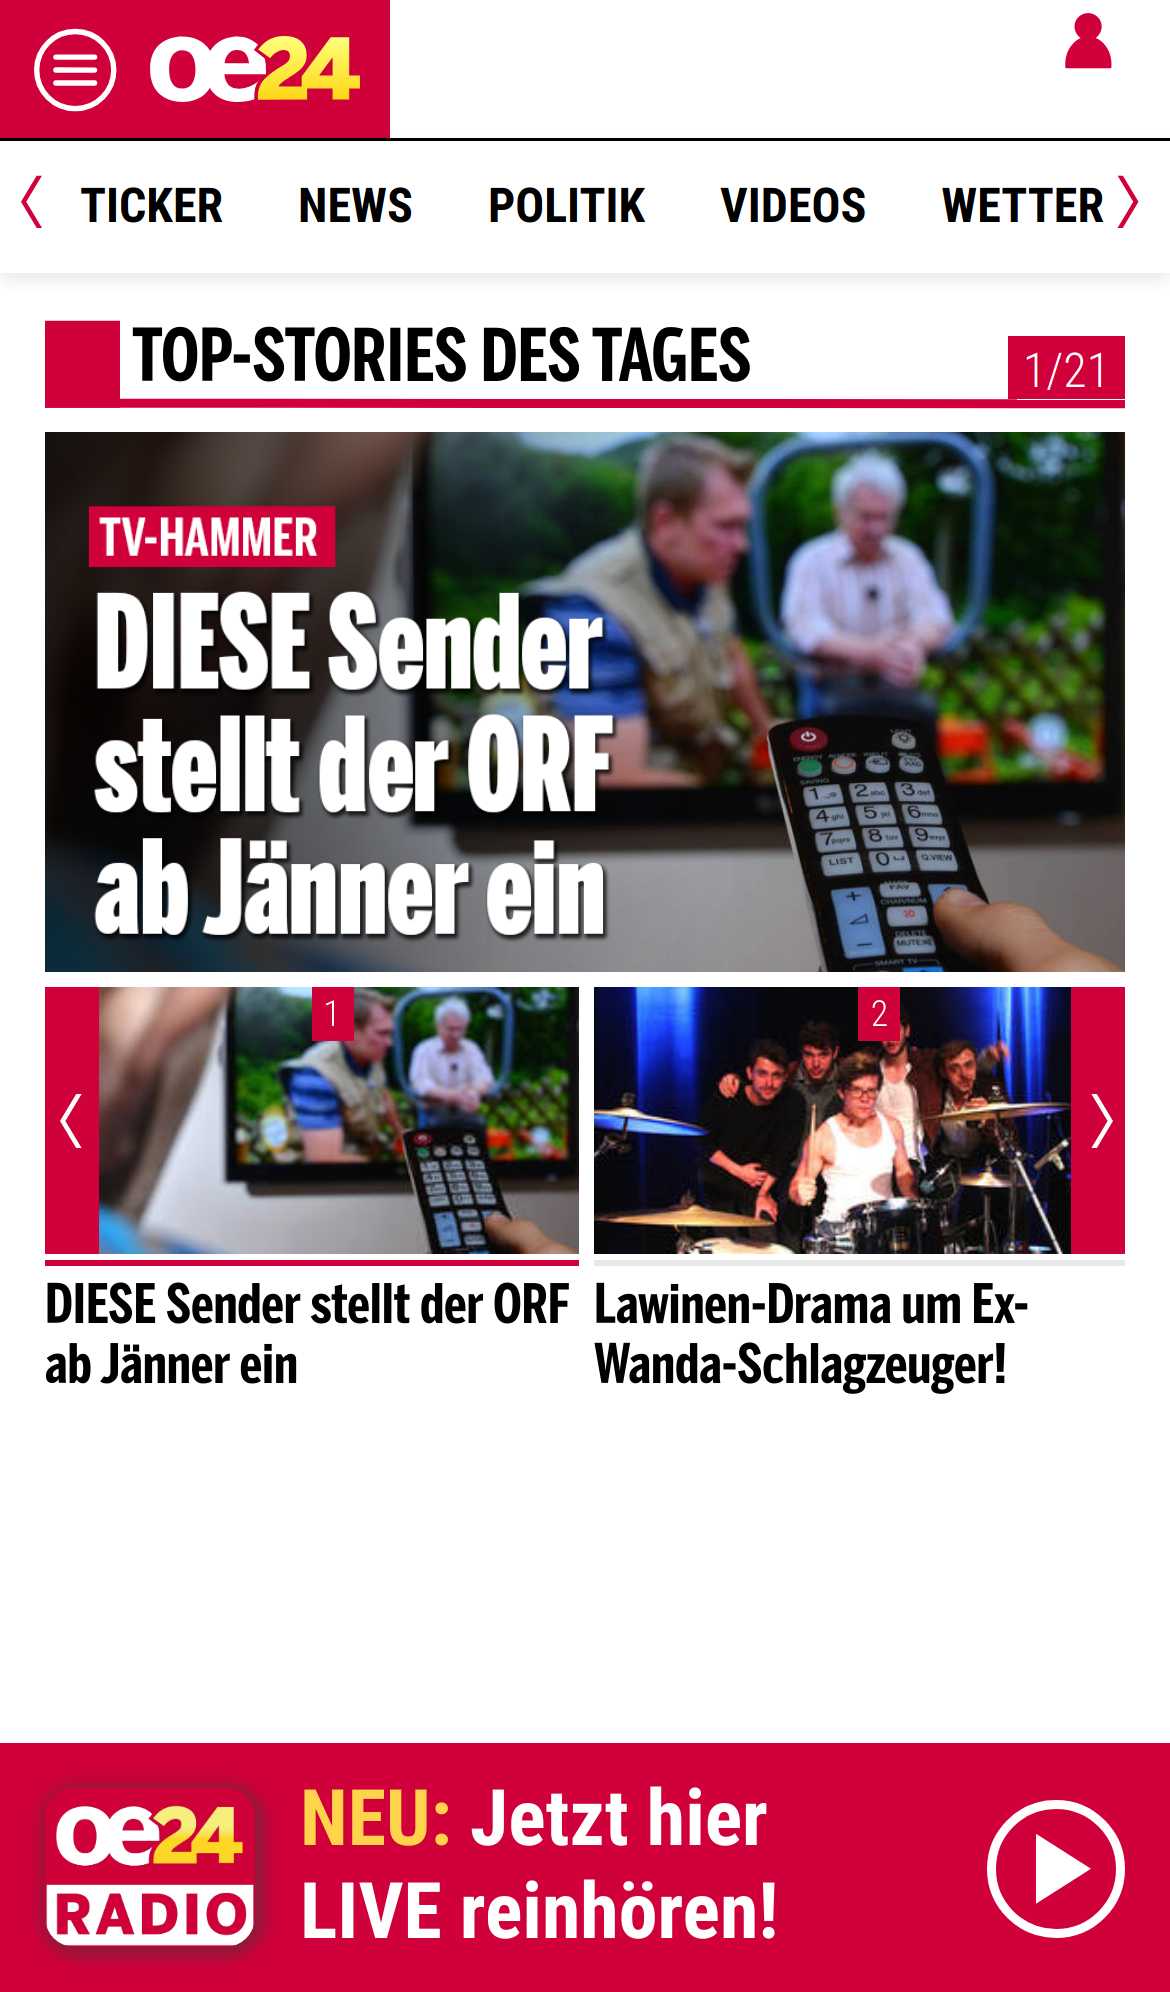 oe24
TICKER NEWS POLITIK VIDEOS WETTER
TOP-STORIES DES TAGES
1/21
TV-HAMMER
DIESE Sender
stellt der ORF
ab Jänner ein
1
2
DIESE Sender stellt der ORF
ab Jänner ein
Lawinen-Drama um Ex-
Wanda-Schlagzeuger!
oe24
RADIO
NEU: Jetzt hier
LIVE reinhören!